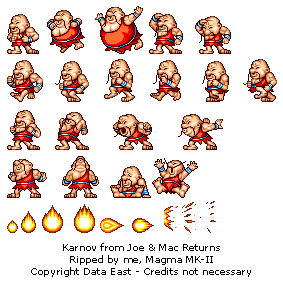 Karnov from Joe & Mac Returns
Ripped by me, Magma MK-II
Copyright Data East - Credits not necessary